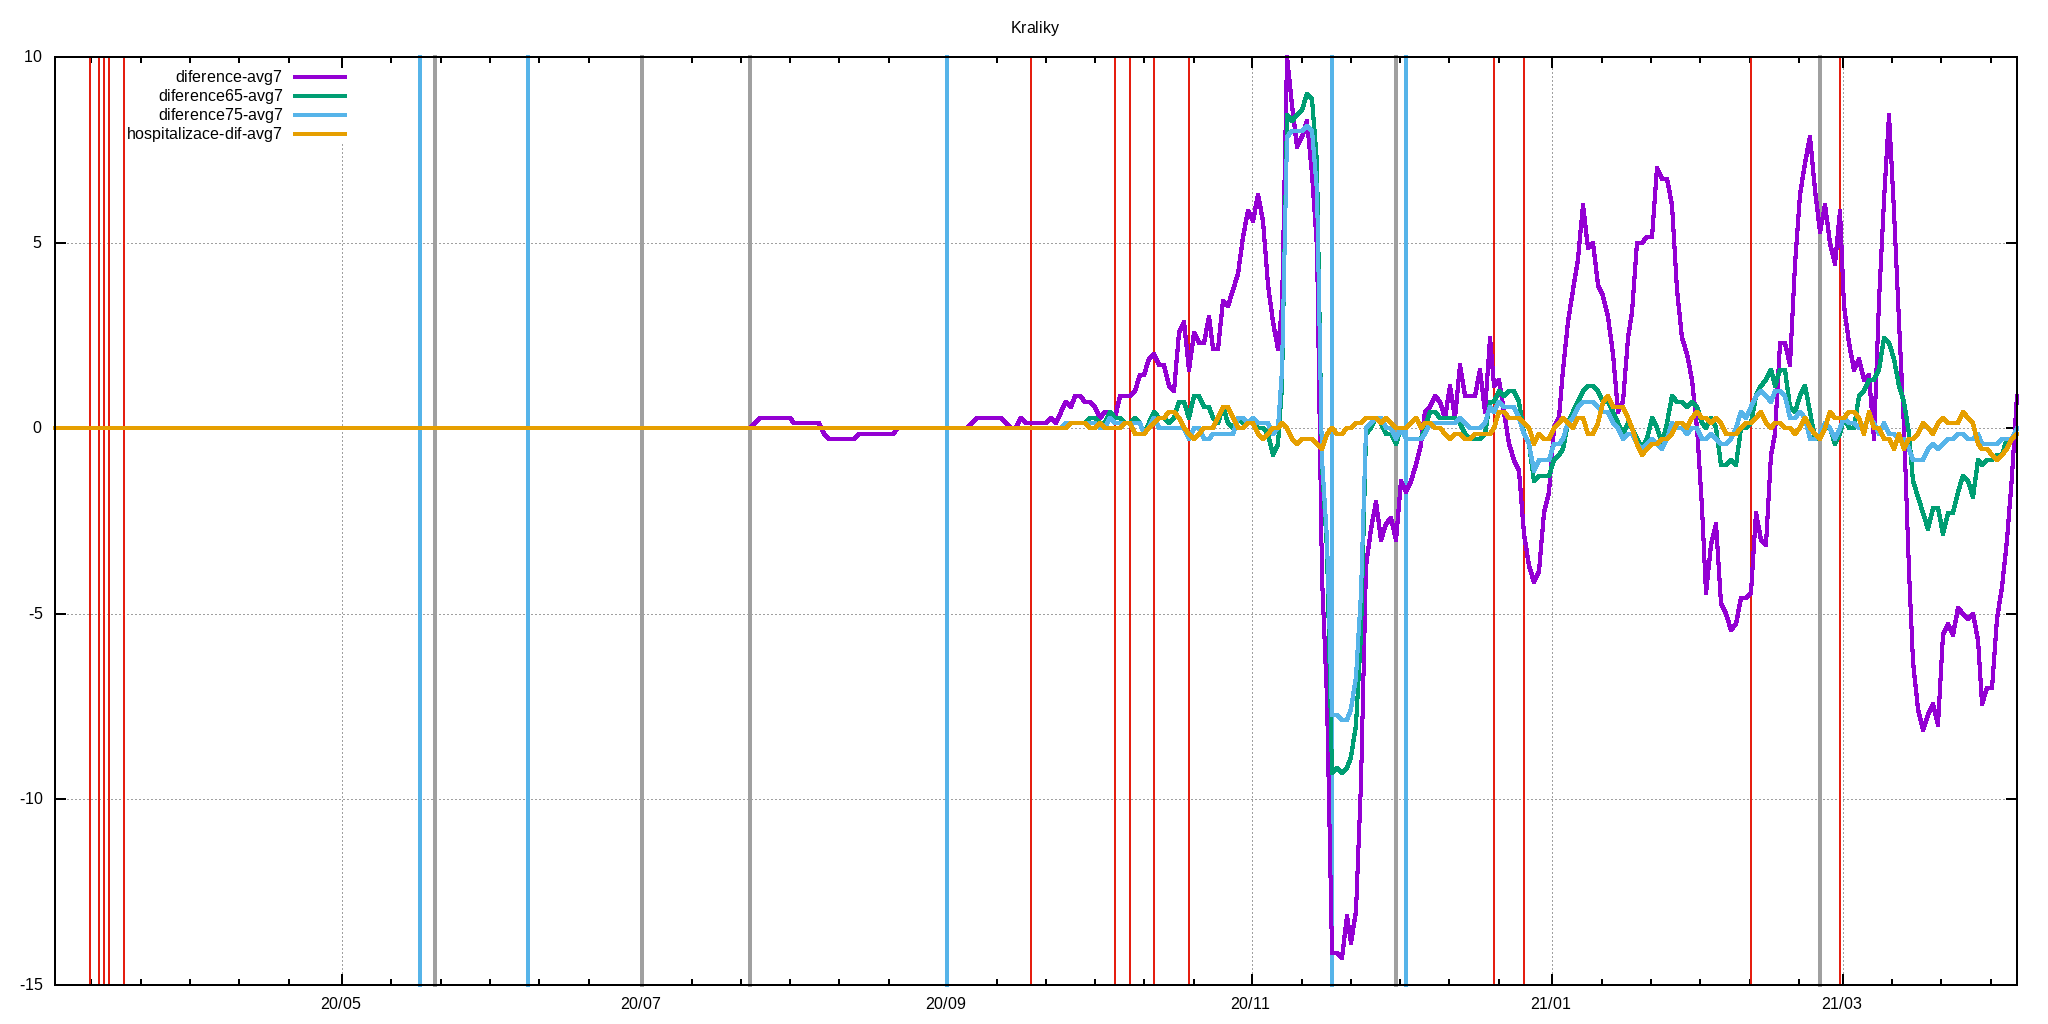 Kraliky
10
diference-avg7
diference65-avg7
diference75-avg7
hospitalizace-dif-avg7
5
0
-5
-10
-15
20/05 20/07 20/09 20/11 21/01 21/03